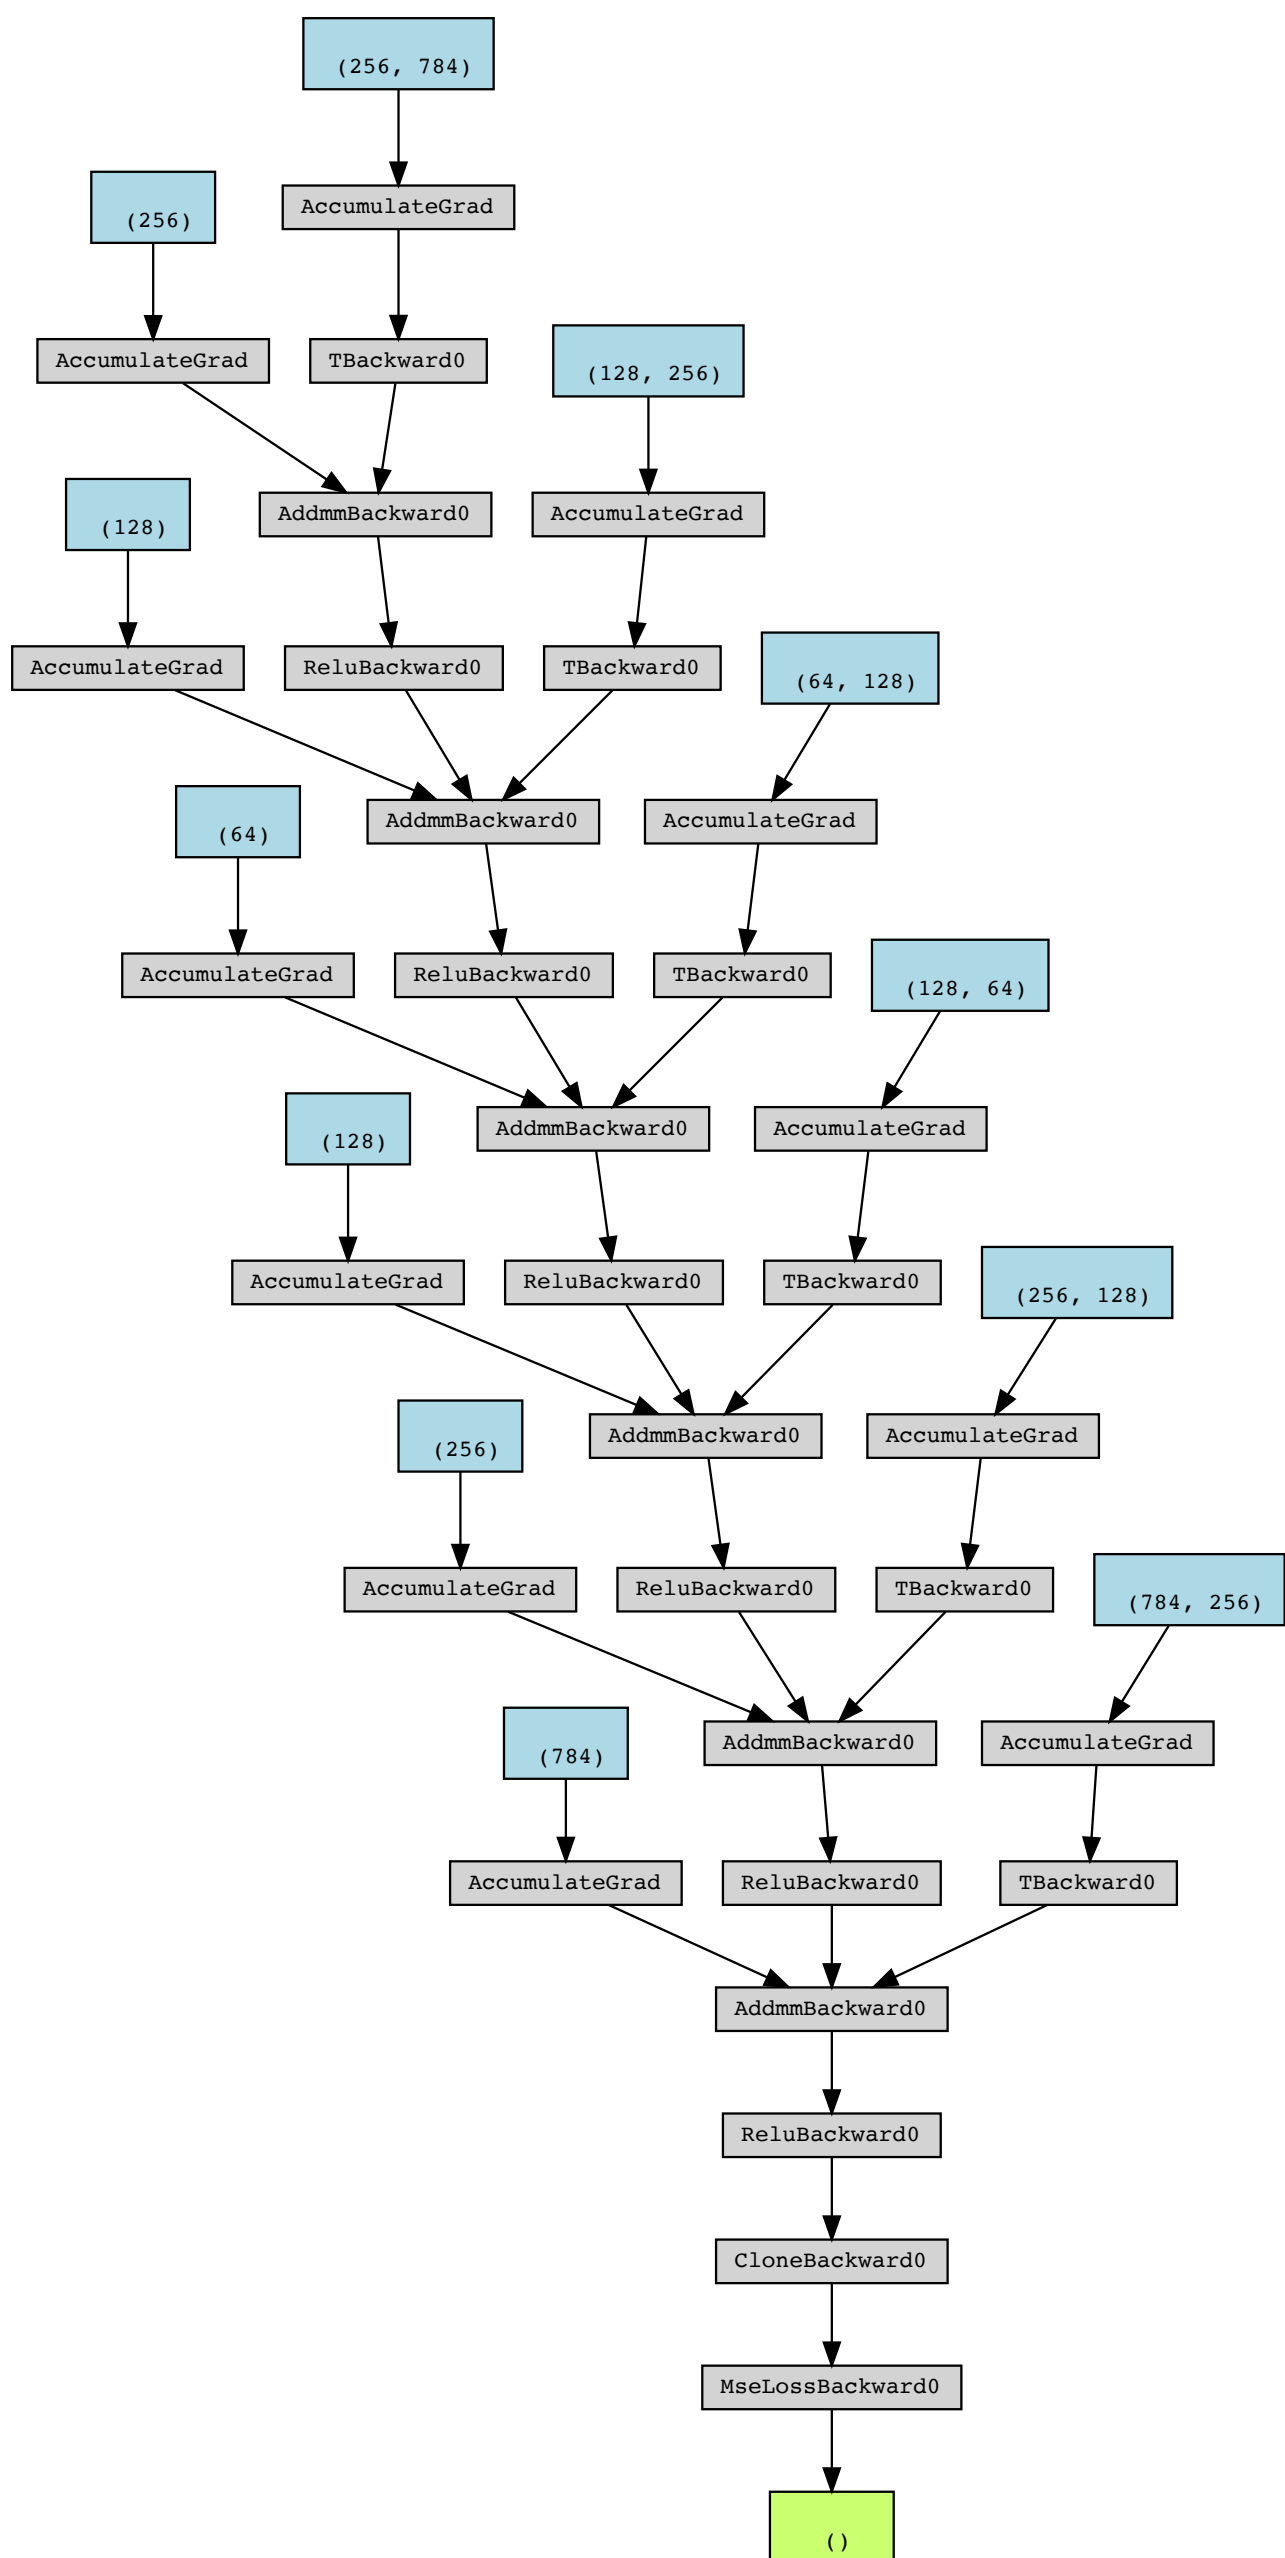 (256, 784)
AccumulateGrad
(256)
AccumulateGrad
TBackward0
(128, 256)
AddmmBackward0
AccumulateGrad
(128)
AccumulateGrad
ReluBackward0
TBackward0
(64, 128)
AddmmBackward0
AccumulateGrad
(64)
AccumulateGrad
ReluBackward0
TBackward0
(128, 64)
AddmmBackward0
AccumulateGrad
(128)
AccumulateGrad
ReluBackward0
TBackward0
(256, 128)
AddmmBackward0
AccumulateGrad
(256)
AccumulateGrad
ReluBackward0
TBackward0
(784, 256)
AddmmBackward0
AccumulateGrad
(784)
AccumulateGrad
ReluBackward0
TBackward0
AddmmBackward0
ReluBackward0
CloneBackward0
MseLossBackward0
()